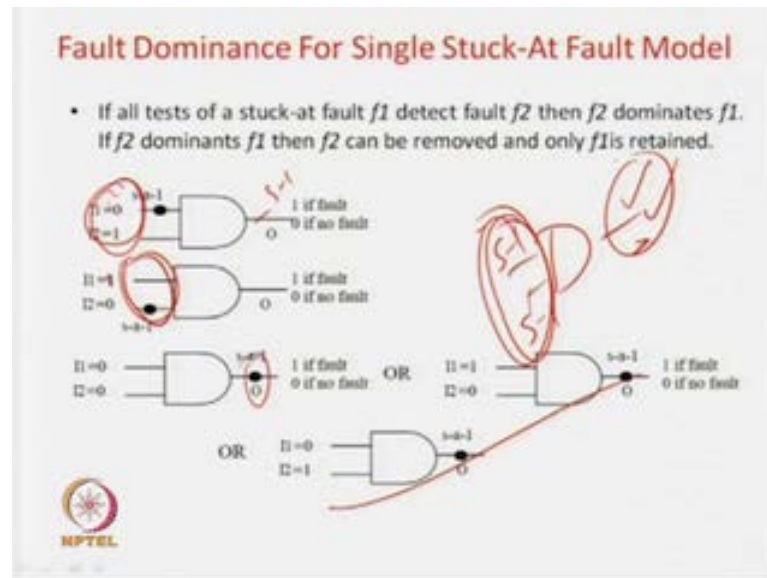 Fault Dominance For Single Stuck-At Fault Model
• If all tests of a stuck-at fault f1 detect fault f2 then f2 dominates f1.
If f2 dominants f1 then f2 can be removed and only f1is retained.
s-a-1
I1=0
I2=1
S-1
1 if fault
0 if no fault
O
I1=1
I2=0
s-a-1
1 if fault
0 if no fault
O
I1=0
I2=0
s-a-1
O
1 if fault
0 if no fault
OR
I1=1
I2=0
s-a-1
O
1 if fault
0 if no fault
OR
I1=0
I2=1
s-a-1
O
S-1
NPTEL